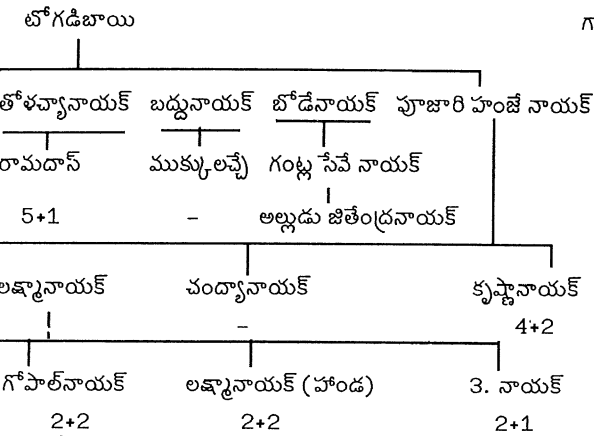 టోగడిబాయి
తోళచ్యానాయక్ బద్దునాయక్ బోడేనాయక్ పూజారి హంజే నాయక్
రామదాస్ ముక్కులచ్చే గంట్ల సేవే నాయక్
5+1 – అల్లుడు జితేంద్రనాయక్
లక్ష్మానాయక్ చంద్యానాయక్ కృష్ణానాయక్
– 4+2
గోపాల్‌నాయక్ లక్ష్మానాయక్ (హాండ) 3. నాయక్
2+2 2+2 2+1